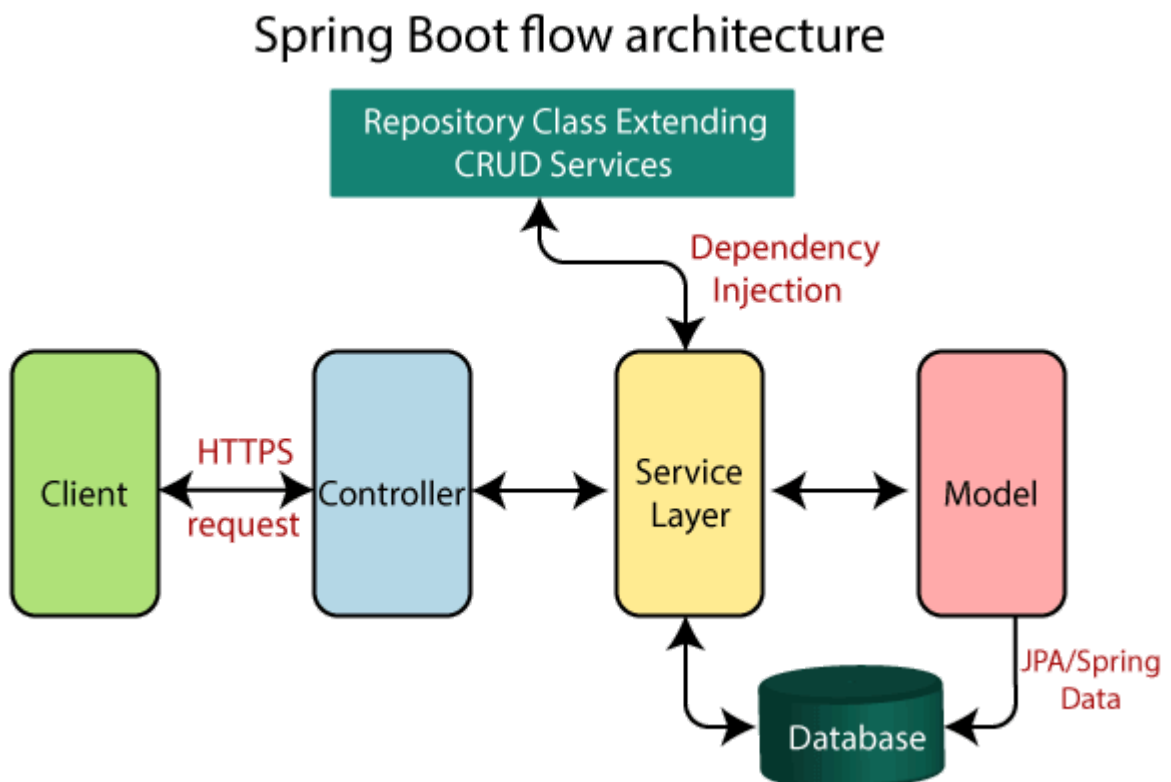 Spring Boot flow architecture
Repository Class Extending
CRUD Services
Dependency
Injection
Client
HTTPS
request
Controller
Service
Layer
Model
JPA/Spring
Data
Database